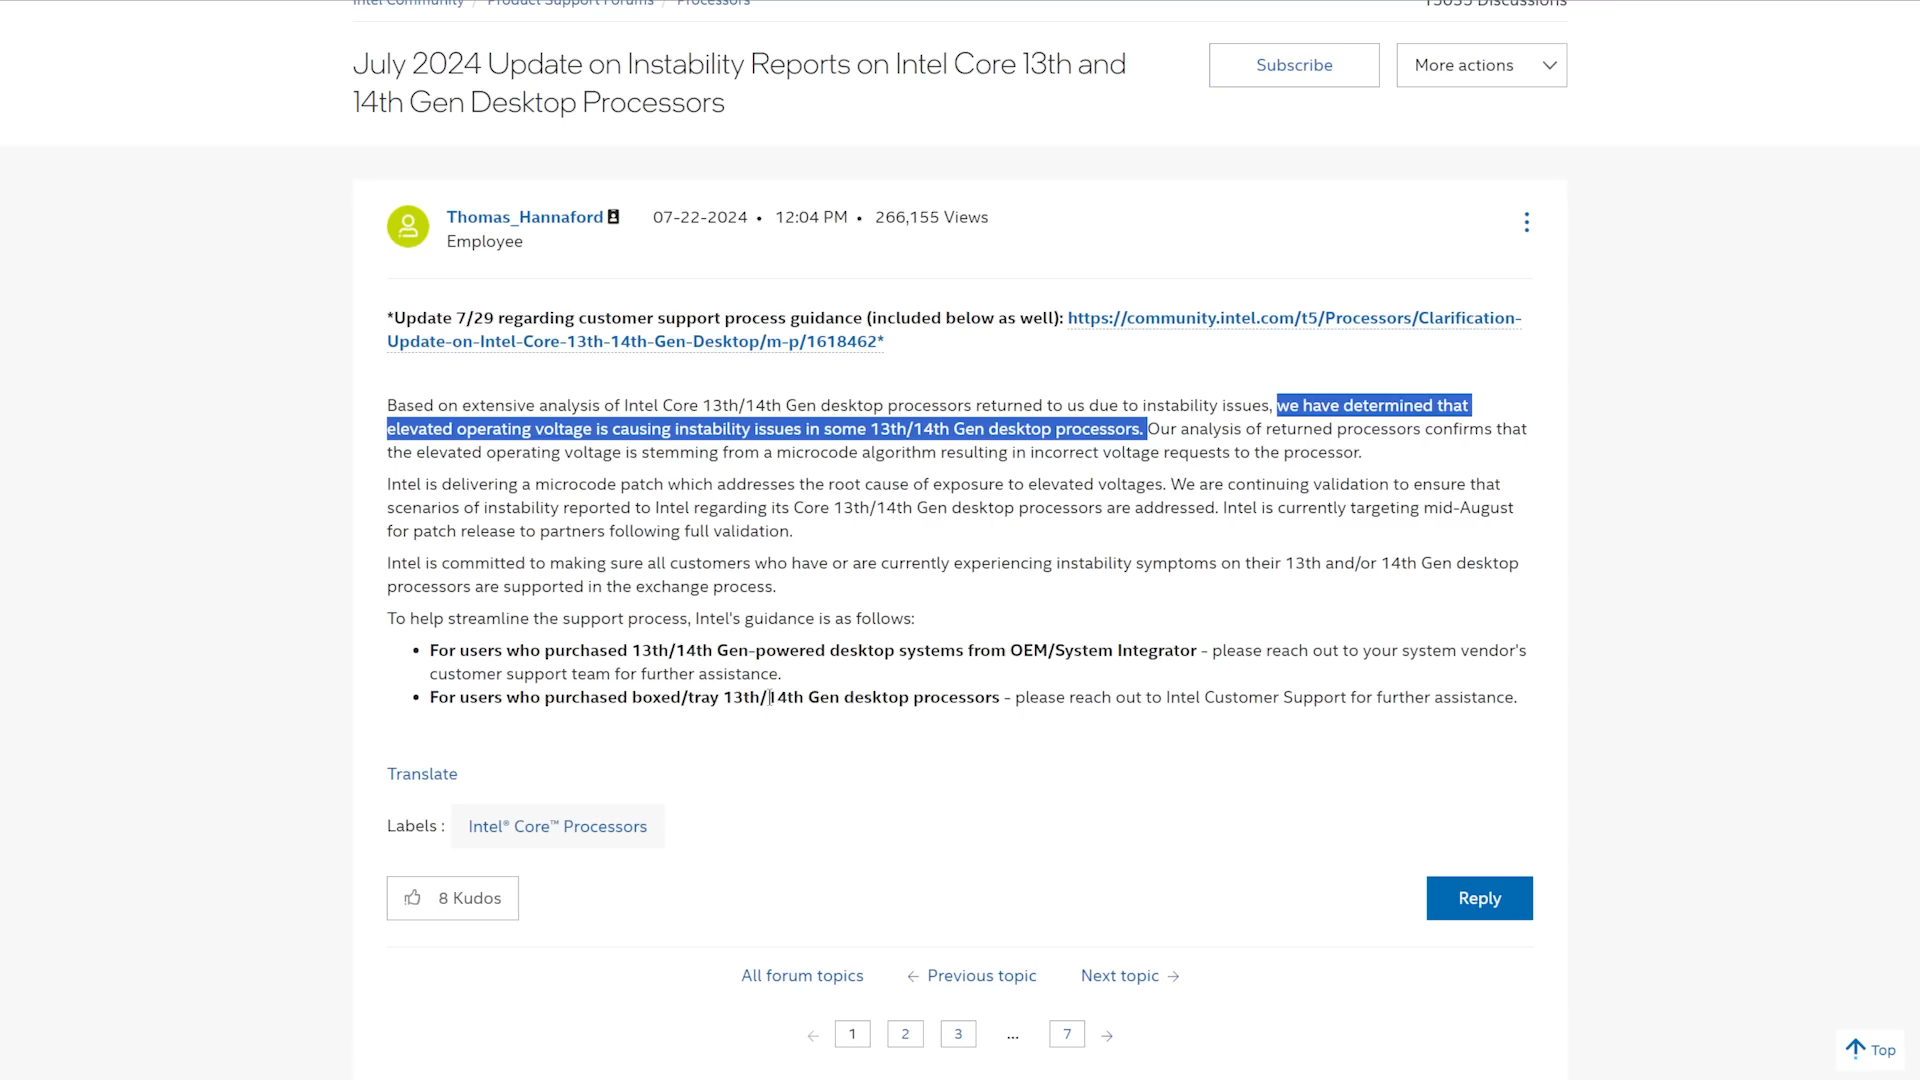 Intel Community / Product Support Forums / Processors
Discussions
July 2024 Update on Instability Reports on Intel Core 13th and
14th Gen Desktop Processors
Subscribe
More actions
Thomas_Hannaford 07-22-2024 • 12:04 PM • 266,155 Views
Employee
*Update 7/29 regarding customer support process guidance (included below as well): https://community.intel.com/t5/Processors/Clarification-
Update-on-Intel-Core-13th-14th-Gen-Desktop/m-p/1618462*
Based on extensive analysis of Intel Core 13th/14th Gen desktop processors returned to us due to instability issues, we have determined that
elevated operating voltage is causing instability issues in some 13th/14th Gen desktop processors. Our analysis of returned processors confirms that
the elevated operating voltage is stemming from a microcode algorithm resulting in incorrect voltage requests to the processor.
Intel is delivering a microcode patch which addresses the root cause of exposure to elevated voltages. We are continuing validation to ensure that
scenarios of instability reported to Intel regarding its Core 13th/14th Gen desktop processors are addressed. Intel is currently targeting mid-August
for patch release to partners following full validation.
Intel is committed to making sure all customers who have or are currently experiencing instability symptoms on their 13th and/or 14th Gen desktop
processors are supported in the exchange process.
To help streamline the support process, Intel's guidance is as follows:
• For users who purchased 13th/14th Gen-powered desktop systems from OEM/System Integrator - please reach out to your system vendor's
customer support team for further assistance.
• For users who purchased boxed/tray 13th/14th Gen desktop processors - please reach out to Intel Customer Support for further assistance.
Translate
Labels : Intel® Core™ Processors
8 Kudos
Reply
All forum topics ← Previous topic Next topic →
← 1 2 3 ... 7 →
Top